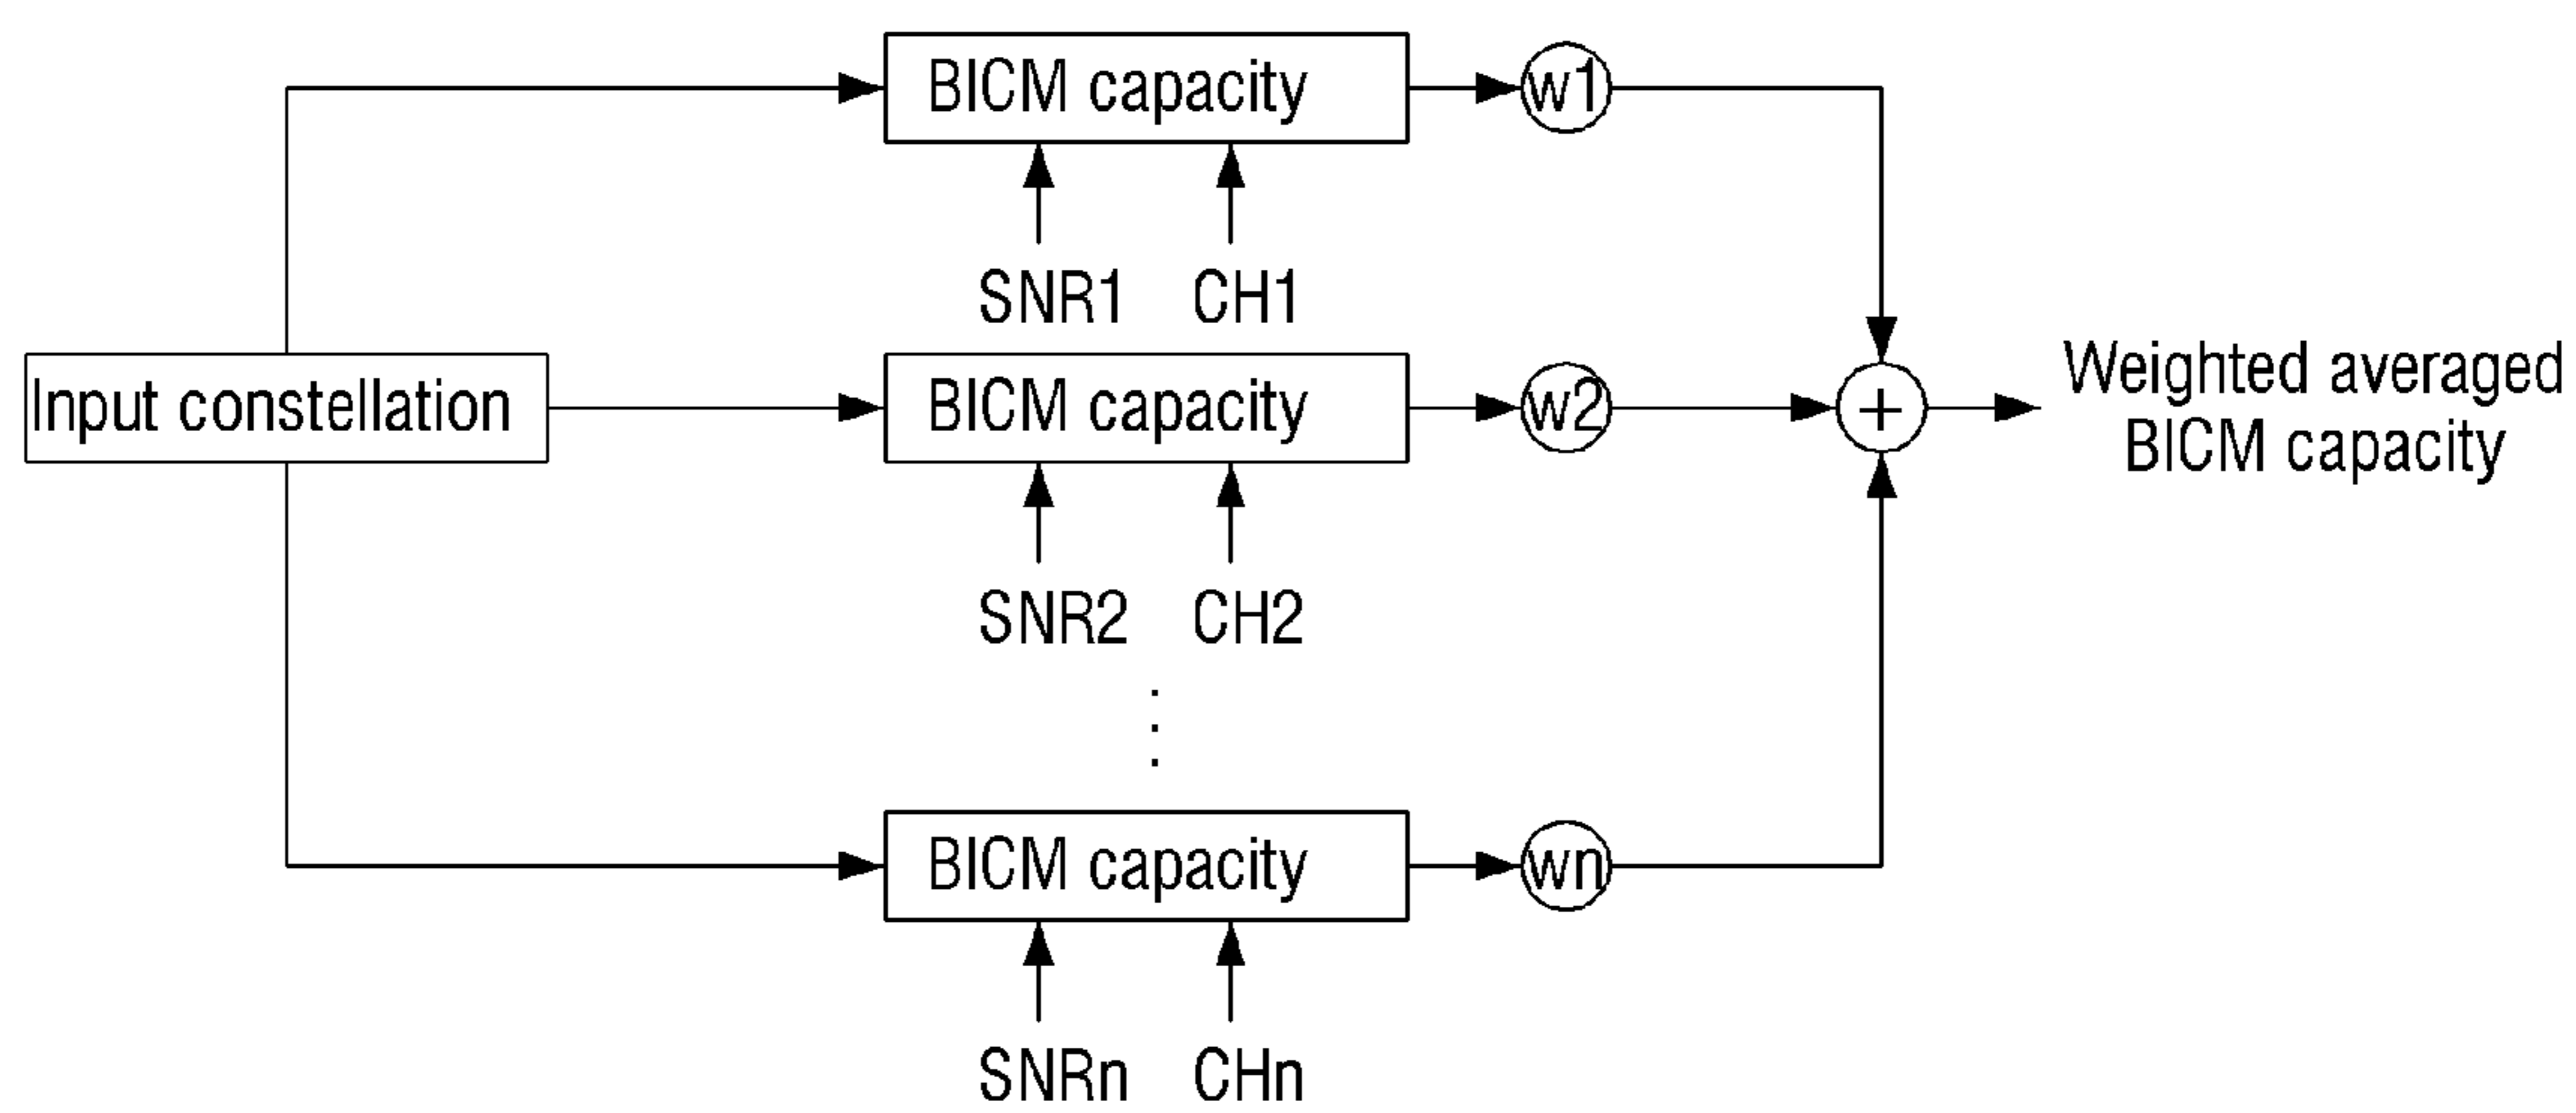 BICM capacity
w1
SNR1 CH1
Input constellation
BICM capacity
w2
+
Weighted averaged
BICM capacity
SNR2 CH2
BICM capacity
wn
SNRn CHn